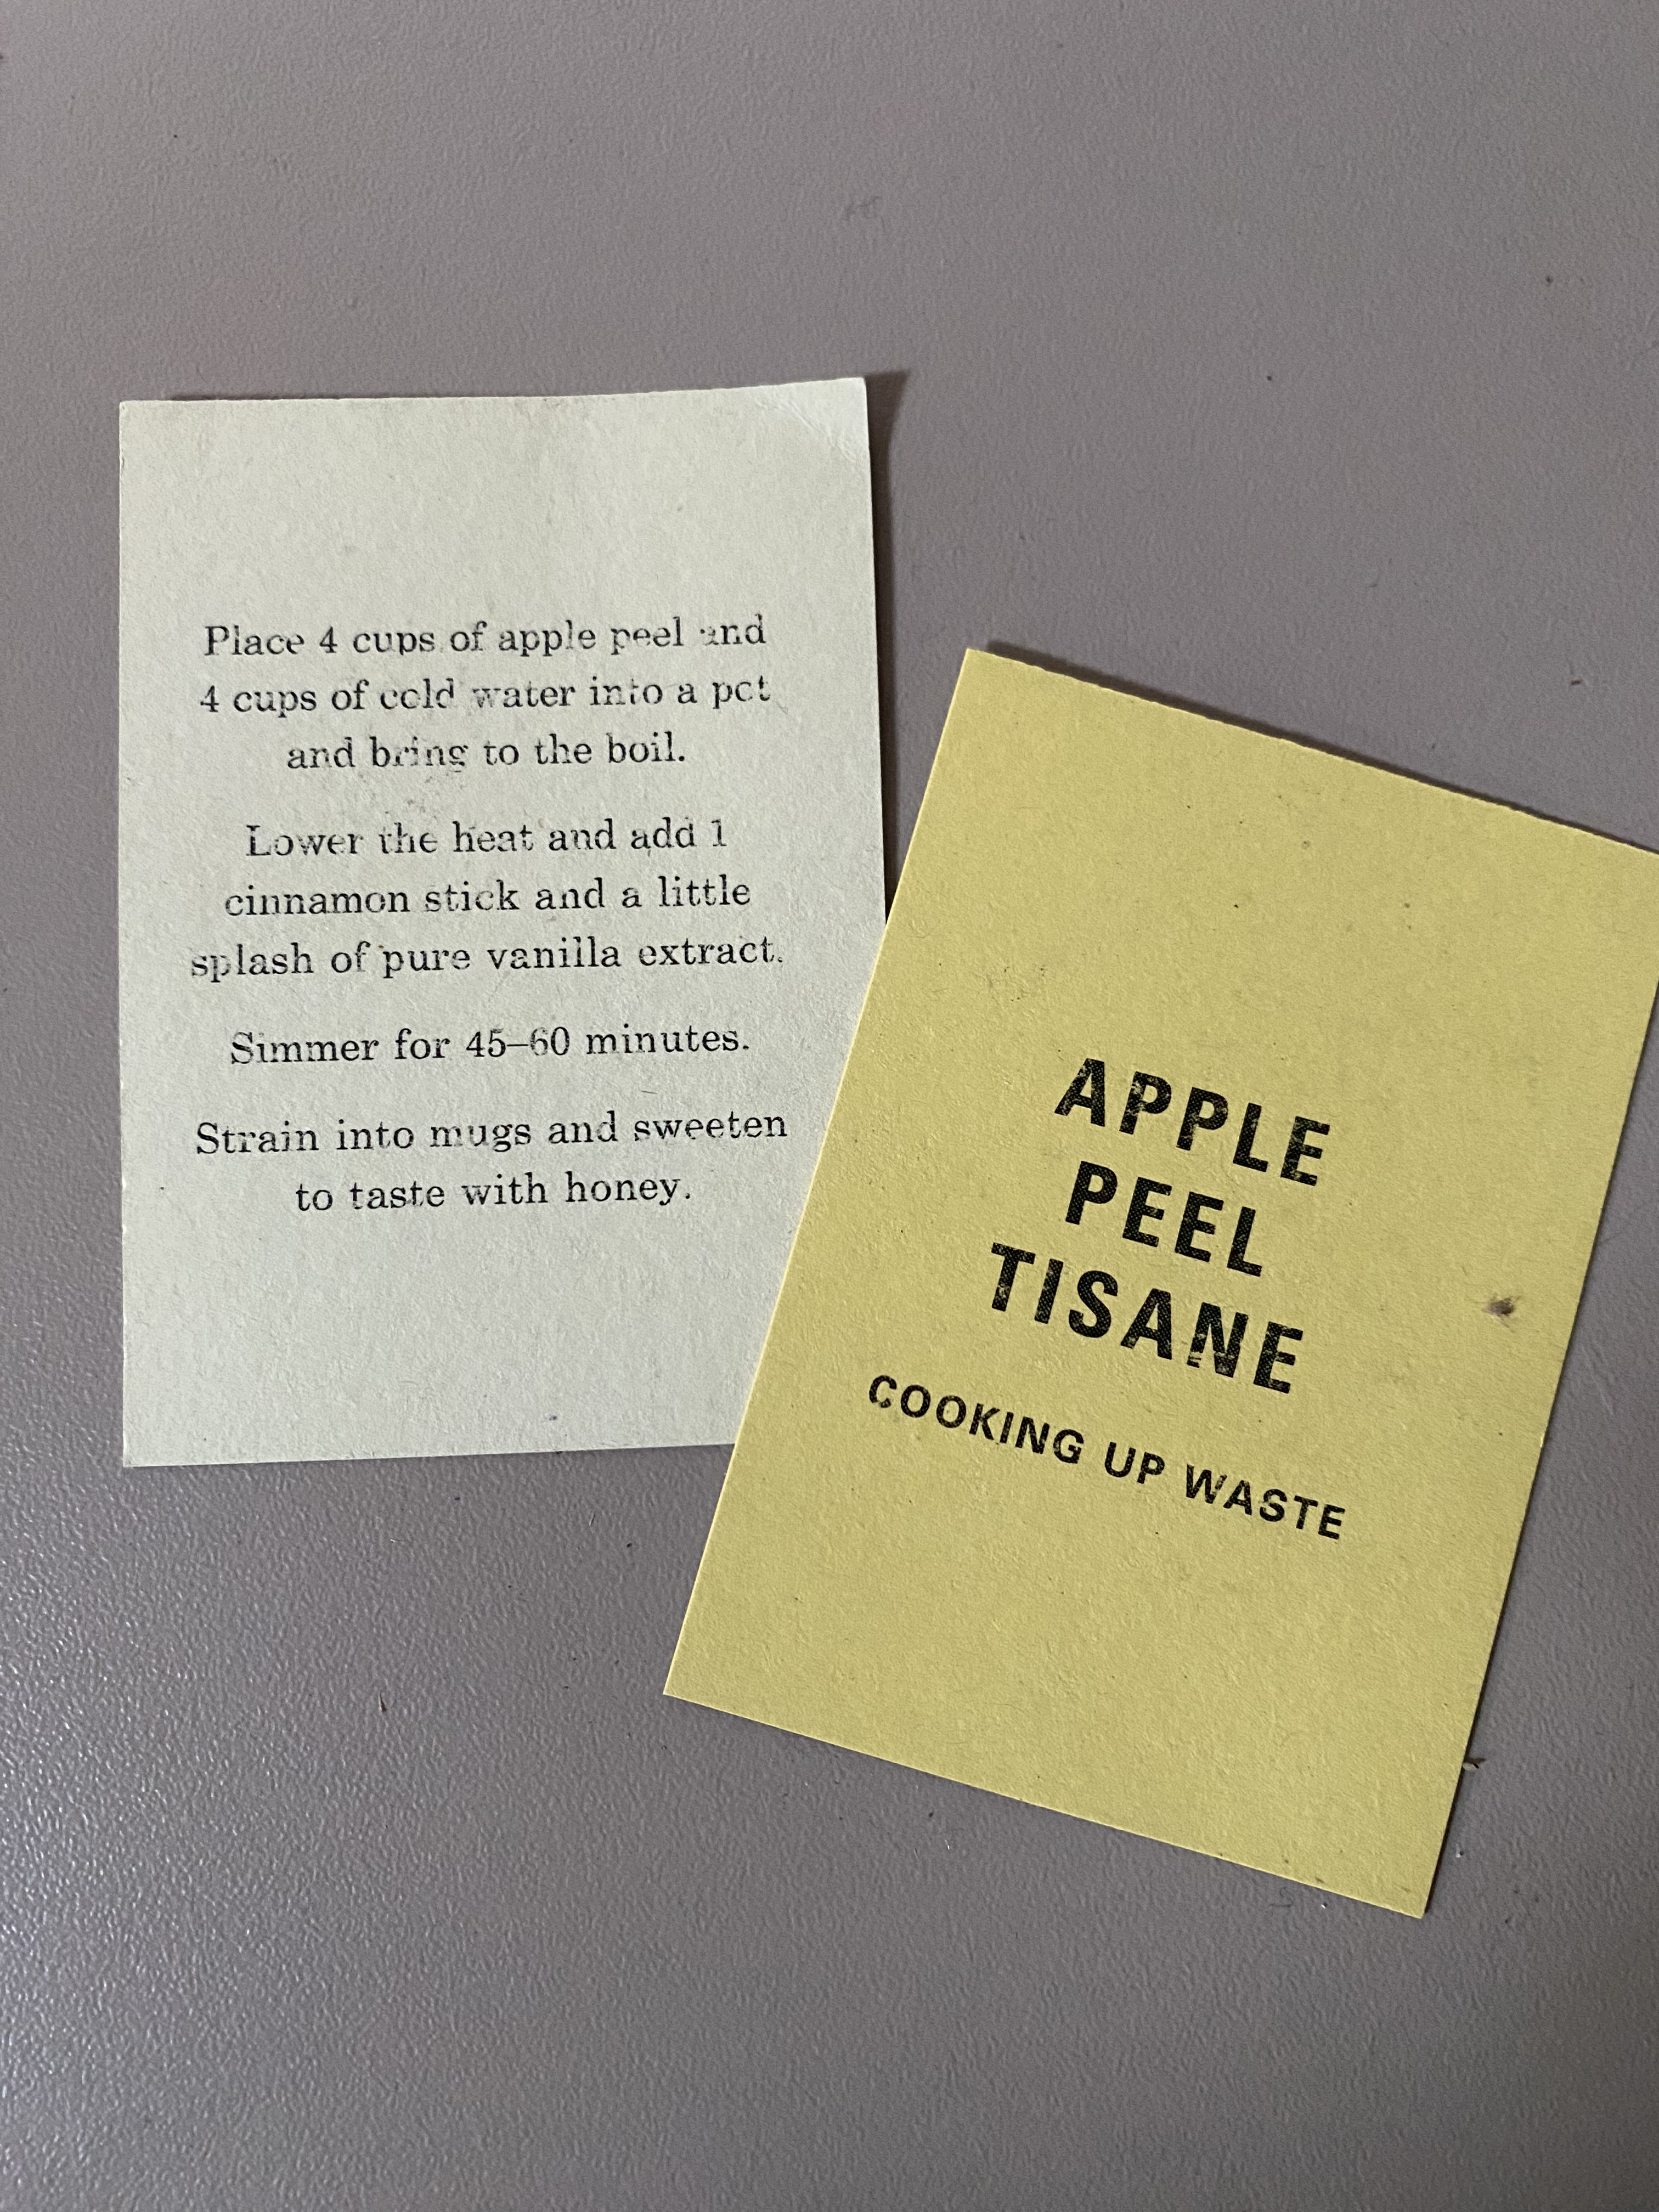 Place 4 cups of apple peel and
4 cups of cold water into a pot
and bring to the boil.
Lower the heat and add 1
cinnamon stick and a little
splash of pure vanilla extract.
Simmer for 45–60 minutes.
Strain into mugs and sweeten
to taste with honey.
APPLE
PEEL
TISANE
COOKING UP WASTE